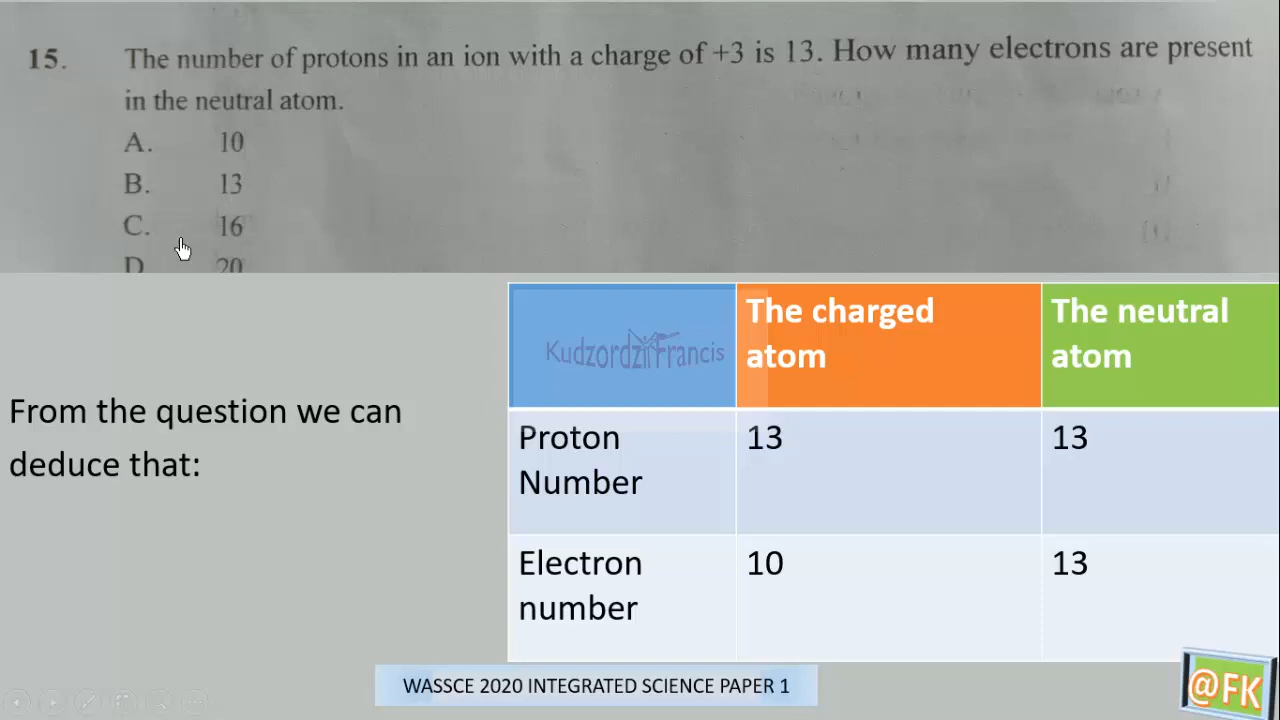 15. The number of protons in an ion with a charge of +3 is 13. How many electrons are present
in the neutral atom.
A. 10
B. 13
C. 16
D 20
From the question we can
deduce that:
Kudzordzi Francis
The charged
atom
The neutral
atom
Proton
Number
13
13
Electron
number
10
13
WASSCE 2020 INTEGRATED SCIENCE PAPER 1
@FK